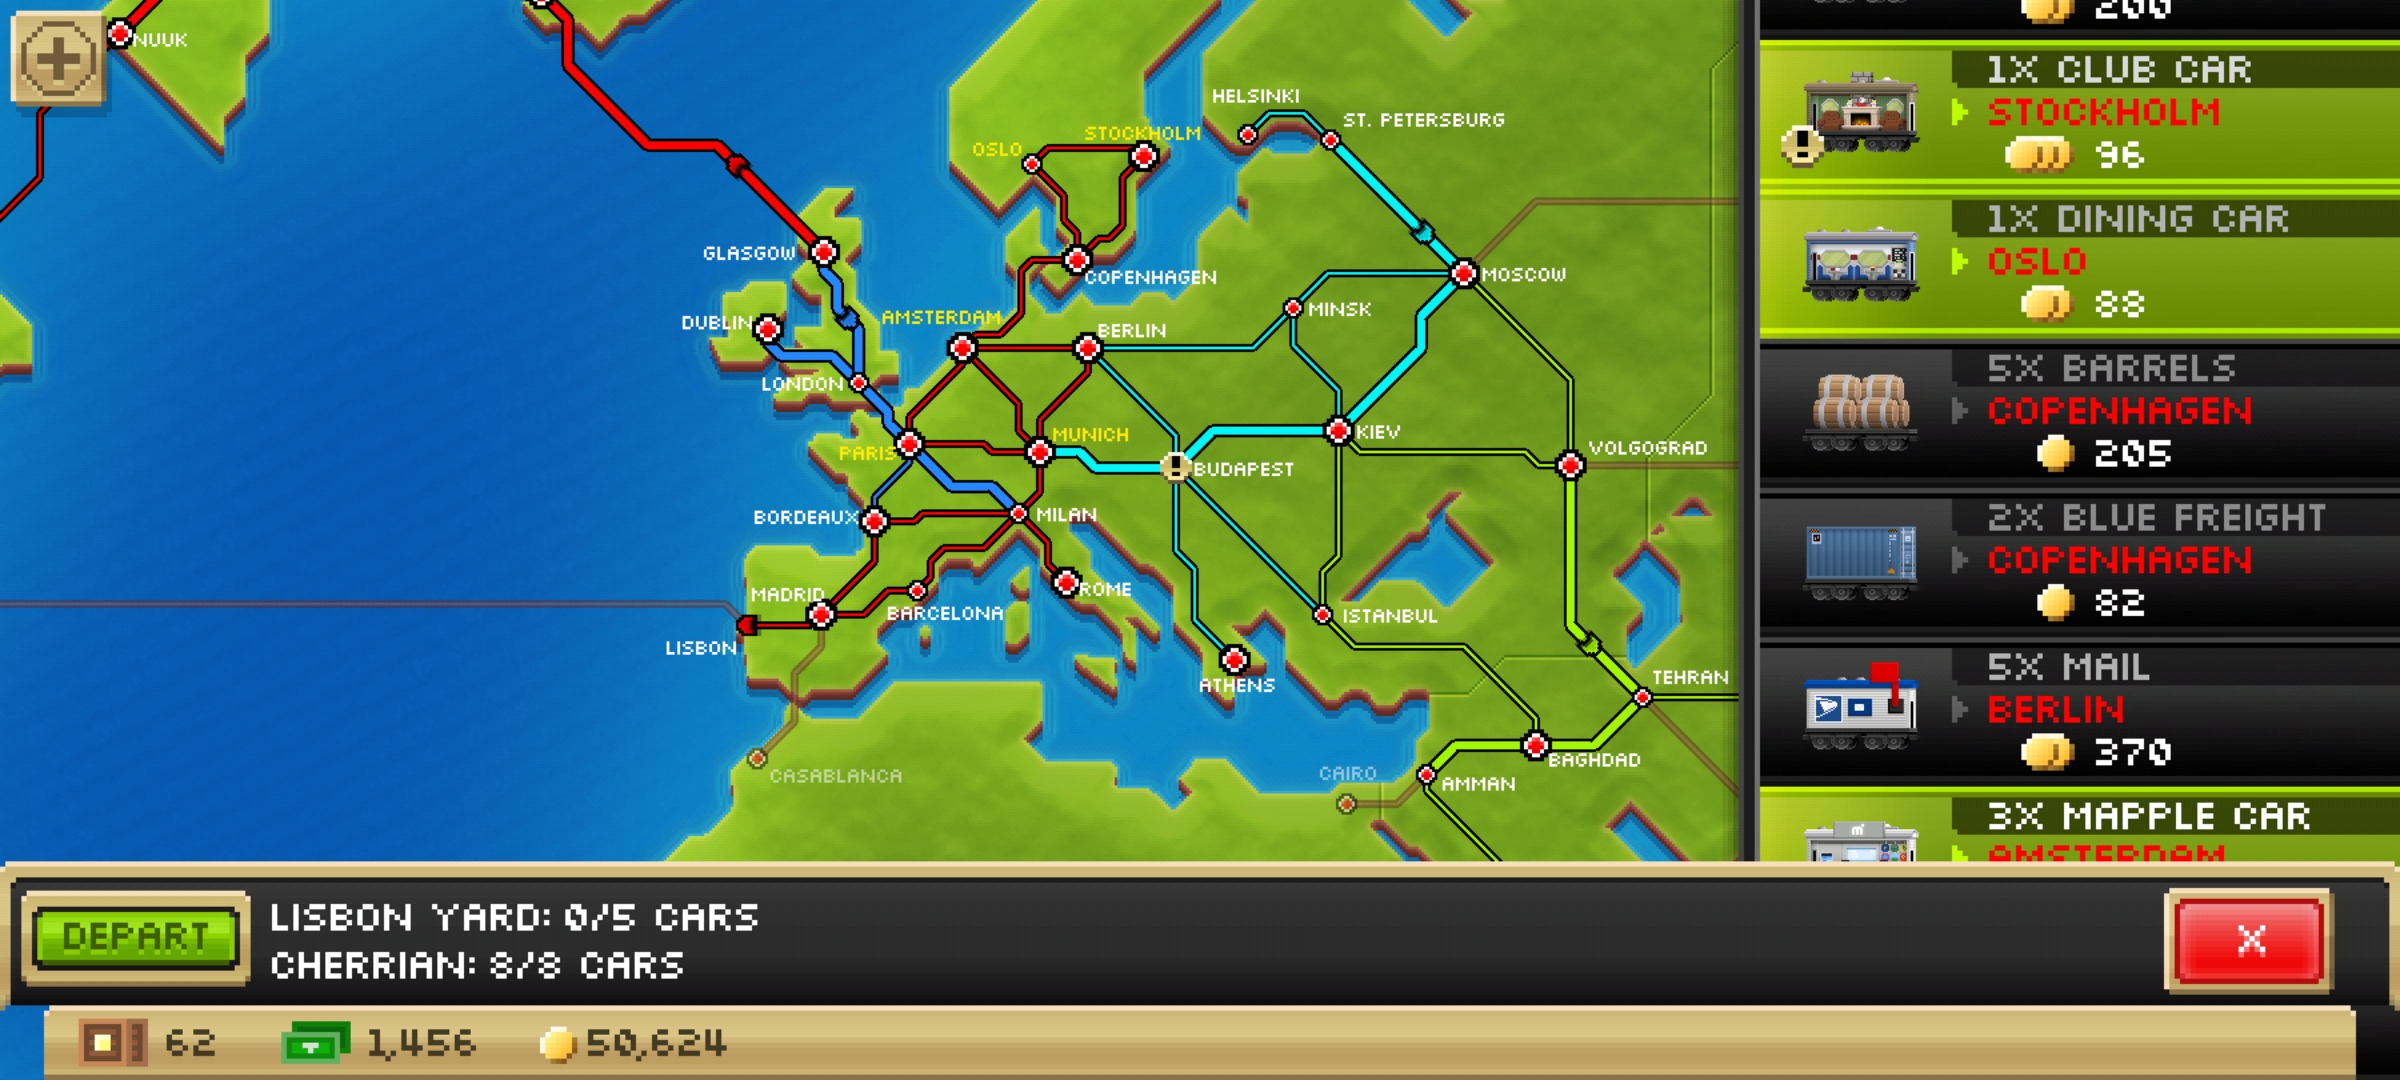 NUUK
HELSINKI
ST. PETERSBURG
STOCKHOLM
OSLO
GLASGOW
COPENHAGEN
MOSCOW
MINSK
DUBLIN
AMSTERDAM
BERLIN
LONDON
PARIS
MUNICH
KIEV
VOLGOGRAD
BUDAPEST
BORDEAUX
MILAN
MADRID
BARCELONA
ROME
ISTANBUL
LISBON
ATHENS
TEHRAN
CASABLANCA
CAIRO
AMMAN
BAGHDAD
200
1X CLUB CAR
STOCKHOLM
96
1X DINING CAR
OSLO
88
5X BARRELS
COPENHAGEN
205
2X BLUE FREIGHT
COPENHAGEN
82
5X MAIL
BERLIN
370
3X MAPPLE CAR
AMSTERDAM
DEPART
LISBON YARD: 0/5 CARS
CHERRIAN: 8/8 CARS
X
62
1,456
50,624